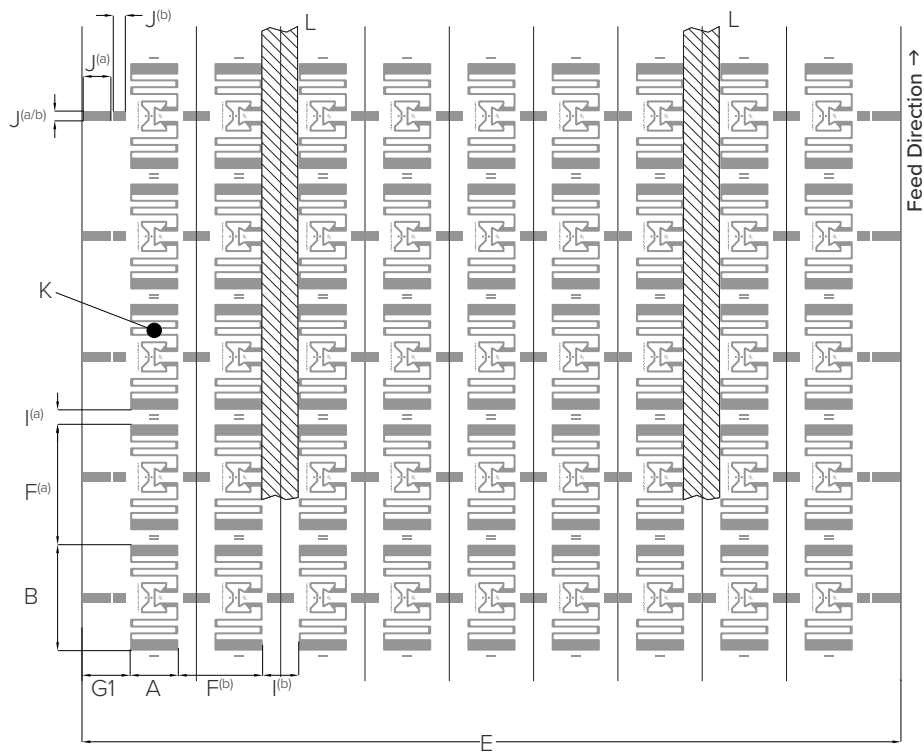 J(b)
L
L
J(a)
J(a/b)
Feed Direction →
K
I(a)
F(a)
B
G1
A
F(b)
I(b)
E